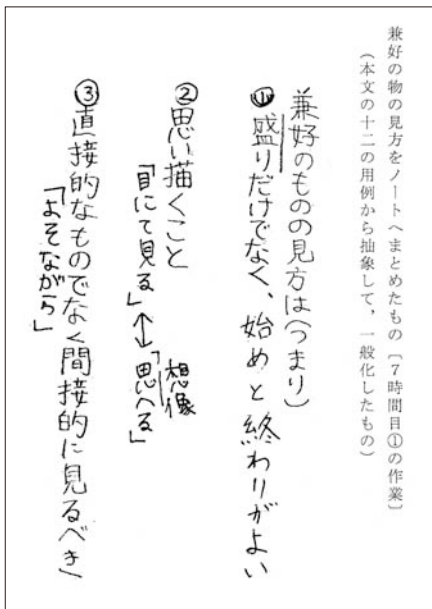 兼好の物の見方をノートへまとめたもの〔7時間目①の作業〕
(本文の十二の用例から抽象して，一般化したもの)
兼好のものの見方は(つまり)
①盛りだけでなく、始めと終わりがよい
②思い描くこと
「目にて見る」↔「思へる」
想像
③直接的なものでなく間接的に見るべき
「よそながら」